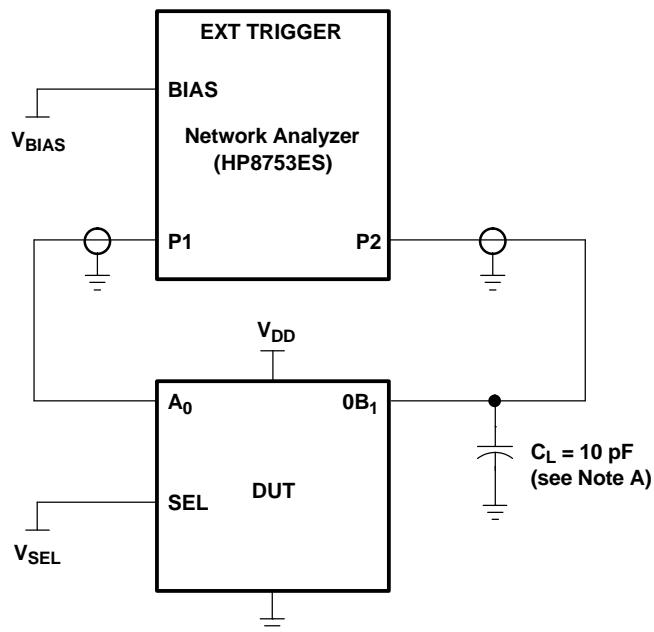 EXT TRIGGER
BIAS
VBIAS
Network Analyzer
(HP8753ES)
P1
P2
VDD
A0
0B1
CL = 10 pF
(see Note A)
SEL
DUT
VSEL